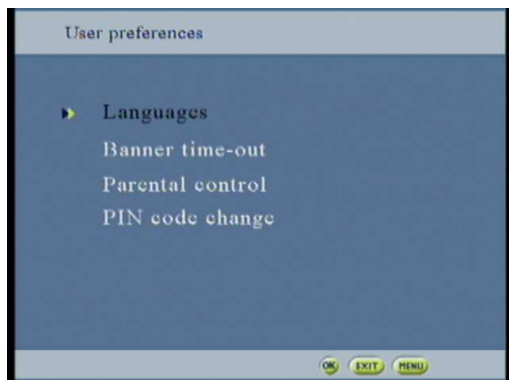 User preferences
Languages
Banner time-out
Parental control
PIN code change
OK EXIT MENU